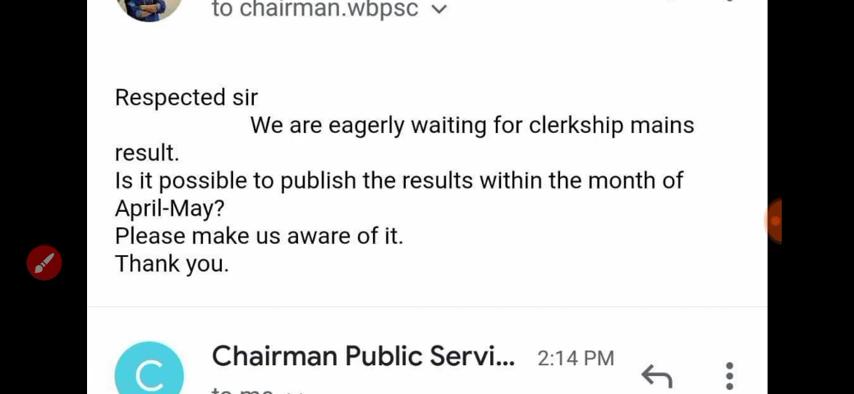 to chairman.wbpsc
Respected sir
We are eagerly waiting for clerkship mains
result.
Is it possible to publish the results within the month of
April-May?
Please make us aware of it.
Thank you.
C
Chairman Public Servi... 2:14 PM
to me